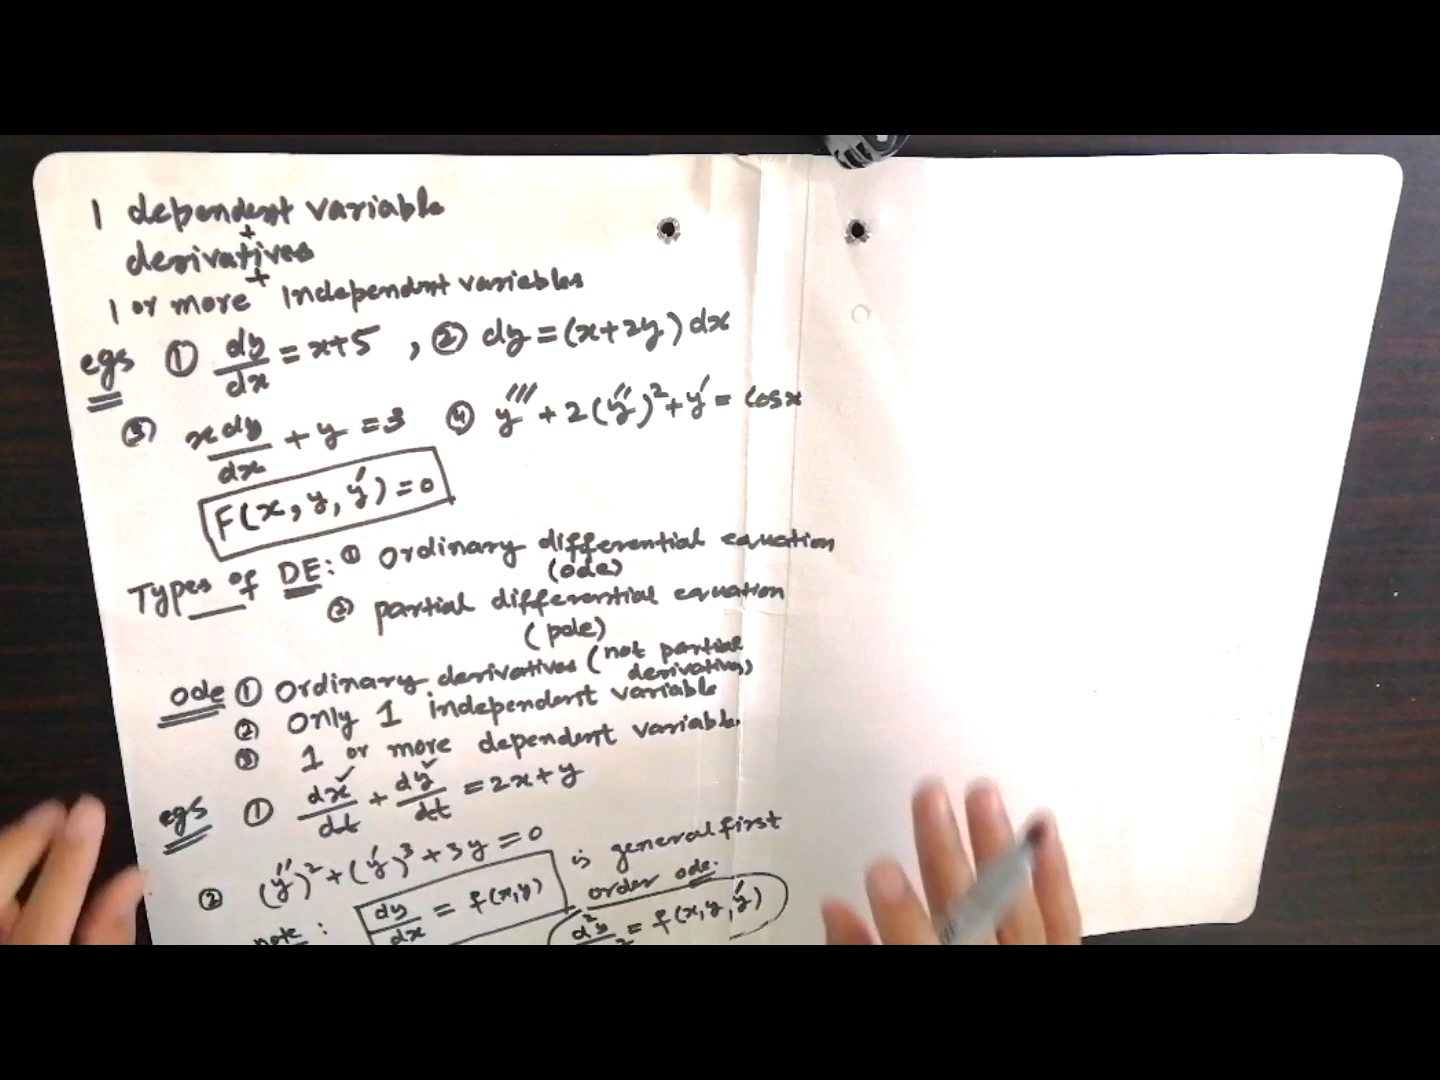 1 dependent variable
+
derivatives
+
1 or more independent variables
egs ① dy/dx = x+5 , ② dy = (x+2y) dx
③ x dy/dx + y = 3 ④ y''' + 2(y'')² + y' = cosx
F(x, y, y') = 0
Types of DE: ① Ordinary differential equation
(ode)
② partial differential equation
(pde)
ode ① Ordinary derivatives (not partial
derivatives)
② Only 1 independent variable
③ 1 or more dependent variable
egs ① dx/dt + dy/dt = 2x+y
② (y'')² + (y')³ + 3y = 0
note: dy/dx = f(x,y) is general first
order ode.
d²y = f(x, y, y')